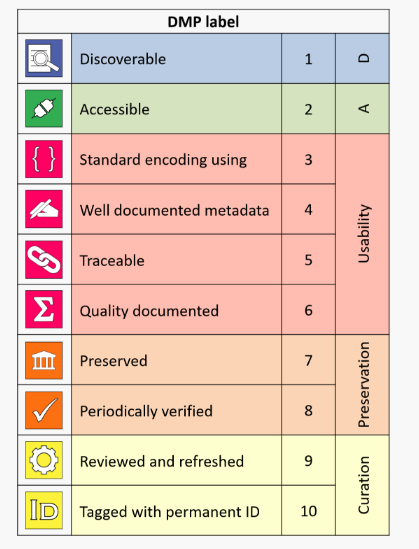 DMP label
Discoverable 1 D
Accessible 2 A
{ } Standard encoding using 3
Well documented metadata 4
Traceable 5
Σ Quality documented 6
Usability
Preserved 7
Periodically verified 8
Preservation
Reviewed and refreshed 9
ID Tagged with permanent ID 10
Curation